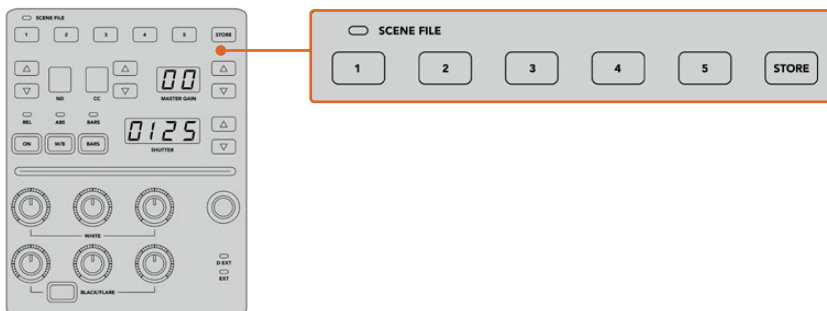 SCENE FILE
1 2 3 4 5 STORE
ND CC 00
MASTER GAIN
REL ABS BARS 0125
ON W/B BARS SHUTTER
WHITE
D-EXT
EXT
BLACK/FLARE
SCENE FILE
1 2 3 4 5 STORE